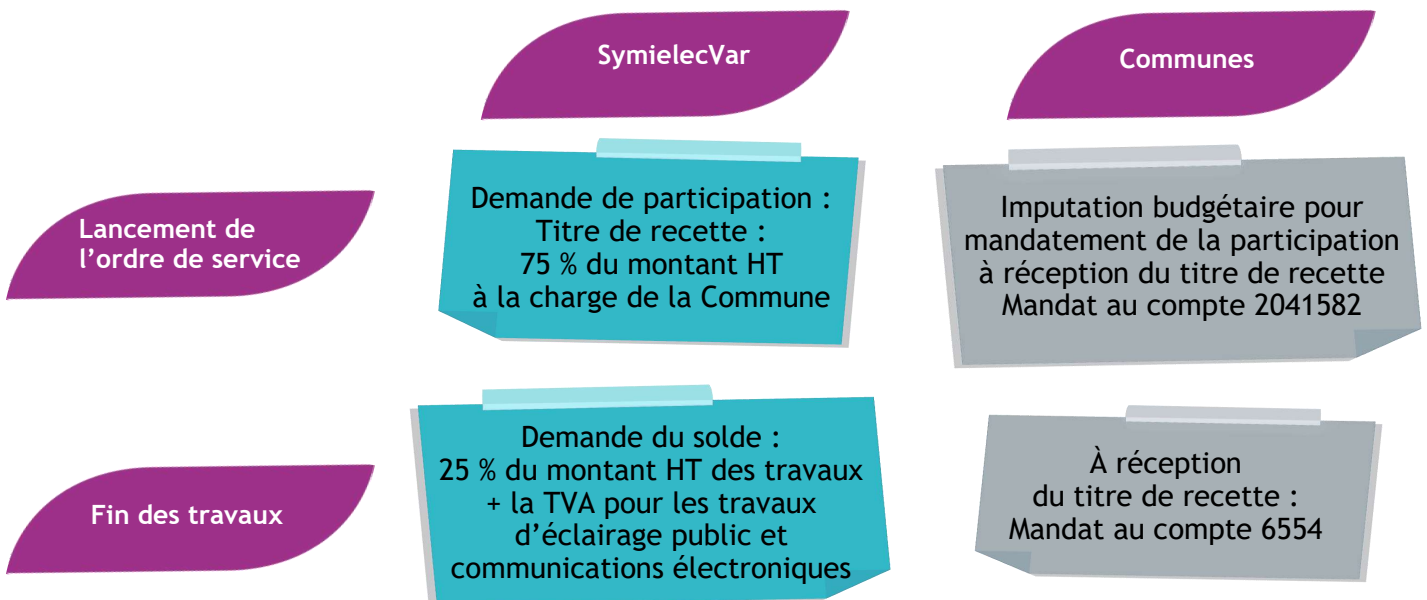 SymielecVar
Communes
Lancement de
l’ordre de service
Demande de participation :
Titre de recette :
75 % du montant HT
à la charge de la Commune
Imputation budgétaire pour
mandatement de la participation
à réception du titre de recette
Mandat au compte 2041582
Fin des travaux
Demande du solde :
25 % du montant HT des travaux
+ la TVA pour les travaux
d’éclairage public et
communications électroniques
À réception
du titre de recette :
Mandat au compte 6554